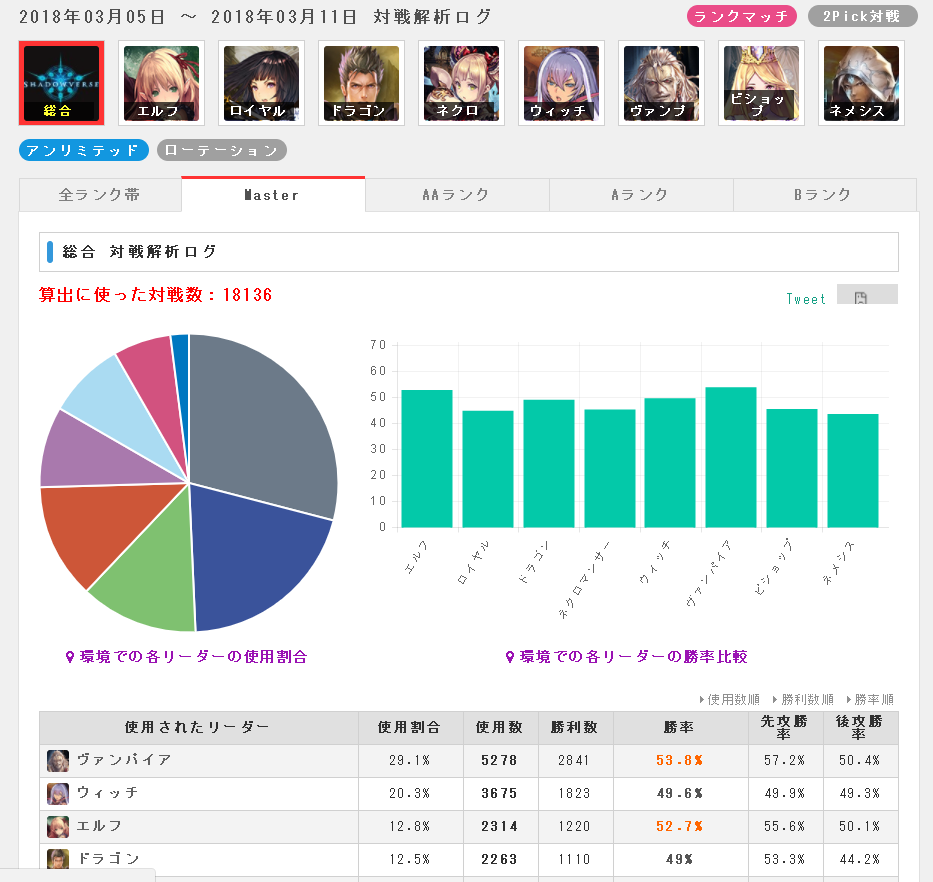 2018年03月05日 ～ 2018年03月11日 対戦解析ログ
ランクマッチ 2Pick対戦
SHADOWVERSE
総合 エルフ ロイヤル ドラゴン ネクロ ウィッチ ヴァンプ ビショップ ネメシス
アンリミテッド ローテーション
全ランク帯 Master AAランク Aランク Bランク
総合 対戦解析ログ
算出に使った対戦数：18136
Tweet
70
60
50
40
30
20
10
0
エルフ ロイヤル ドラゴン ネクロマンサー ウィッチ ヴァンパイア ビショップ ネメシス
環境での各リーダーの使用割合 環境での各リーダーの勝率比較
使用数順 勝利数順 勝率順
使用されたリーダー 使用割合 使用数 勝利数 勝率 先攻勝率 後攻勝率
ヴァンパイア 29.1% 5278 2841 53.8% 57.2% 50.4%
ウィッチ 20.3% 3675 1823 49.6% 49.9% 49.3%
エルフ 12.8% 2314 1220 52.7% 55.6% 50.1%
ドラゴン 12.5% 2263 1110 49% 53.3% 44.2%